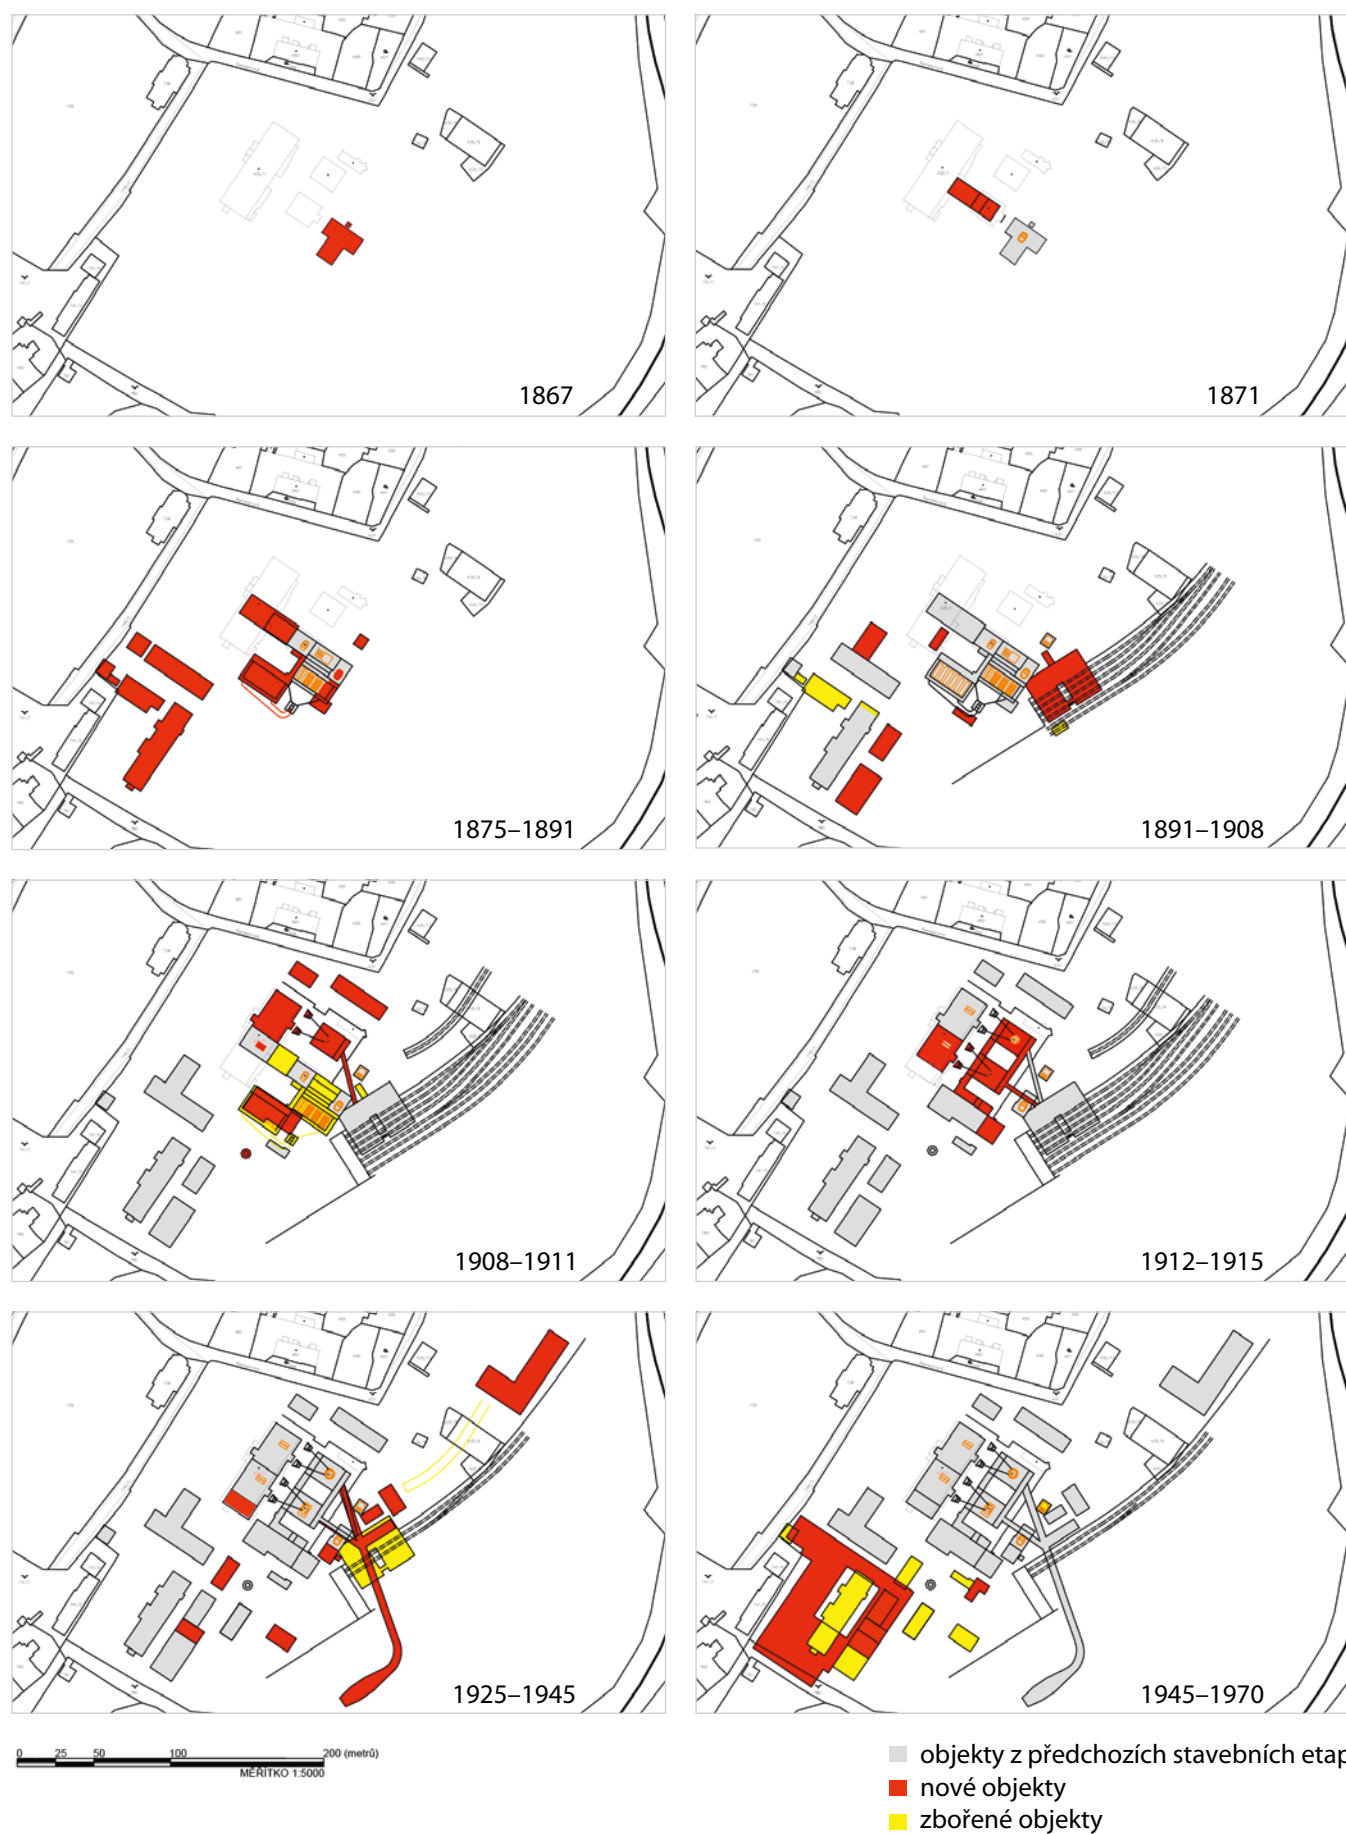 1867
1871
1875–1891
1891–1908
1908–1911
1912–1915
1925–1945
1945–1970
0 25 50 100 200 (metrů)
MĚŘÍTKO 1:5000
objekty z předchozích stavebních etap
nové objekty
zbořené objekty